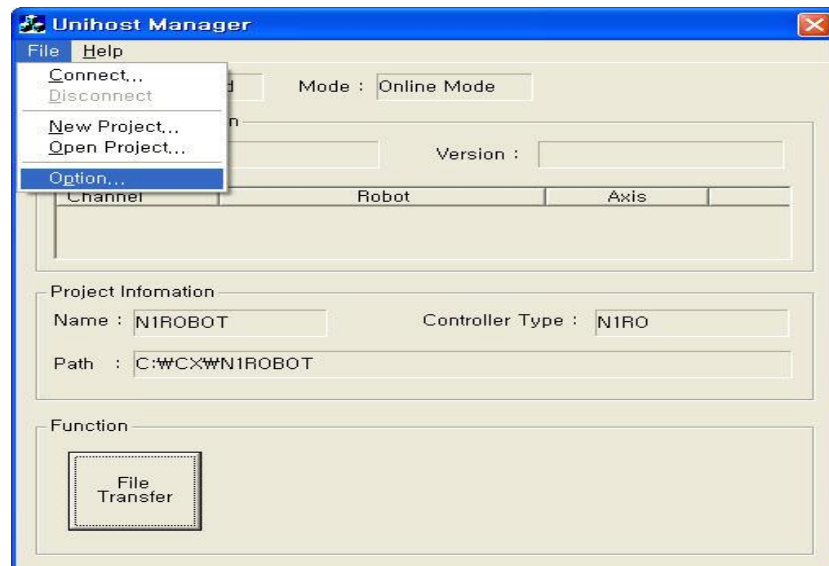 Unihost Manager
File Help
Connect...
Disconnect
New Project...
Open Project...
Option...
Mode : Online Mode
Version :
Channel Robot Axis
Project Infomation
Name : N1ROBOT Controller Type : N1RO
Path : C:₩CX₩N1ROBOT
Function
File
Transfer